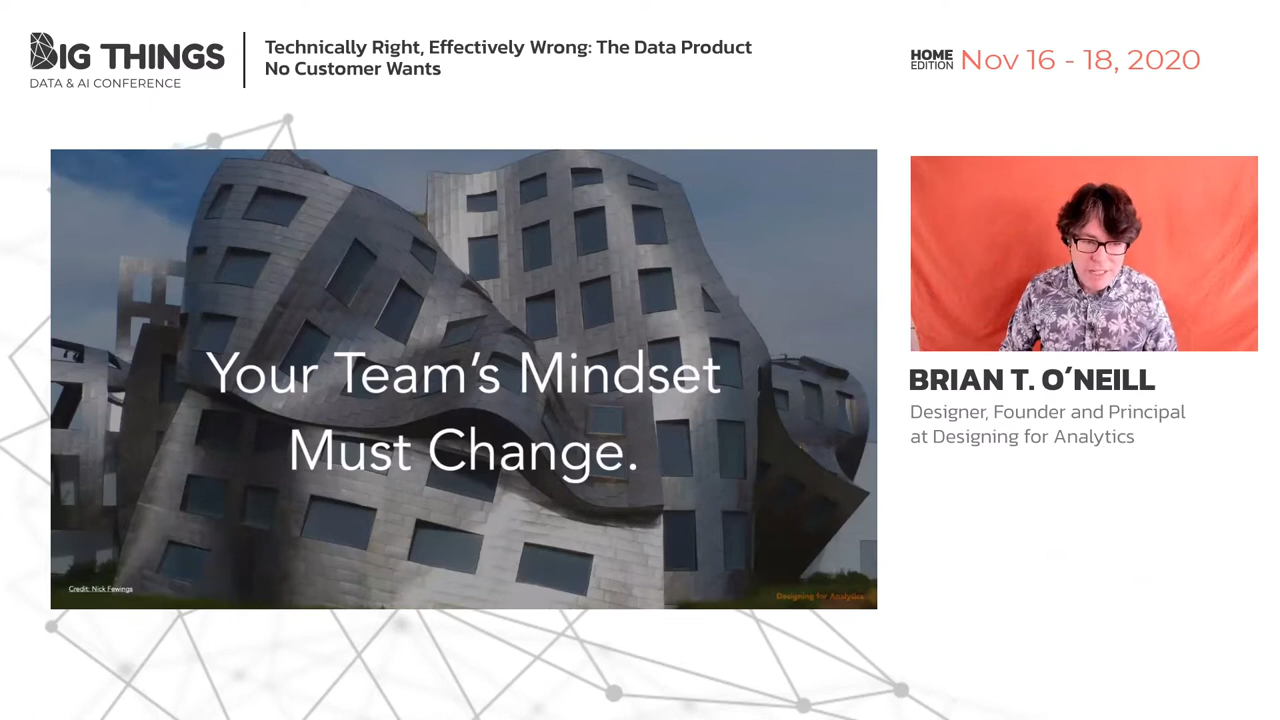 BIG THINGS
DATA & AI CONFERENCE
Technically Right, Effectively Wrong: The Data Product
No Customer Wants
HOME
EDITION
Nov 16 - 18, 2020
Your Team’s Mindset
Must Change.
Credit: Nick Fewings
Designing for Analytics
BRIAN T. O´NEILL
Designer, Founder and Principal
at Designing for Analytics